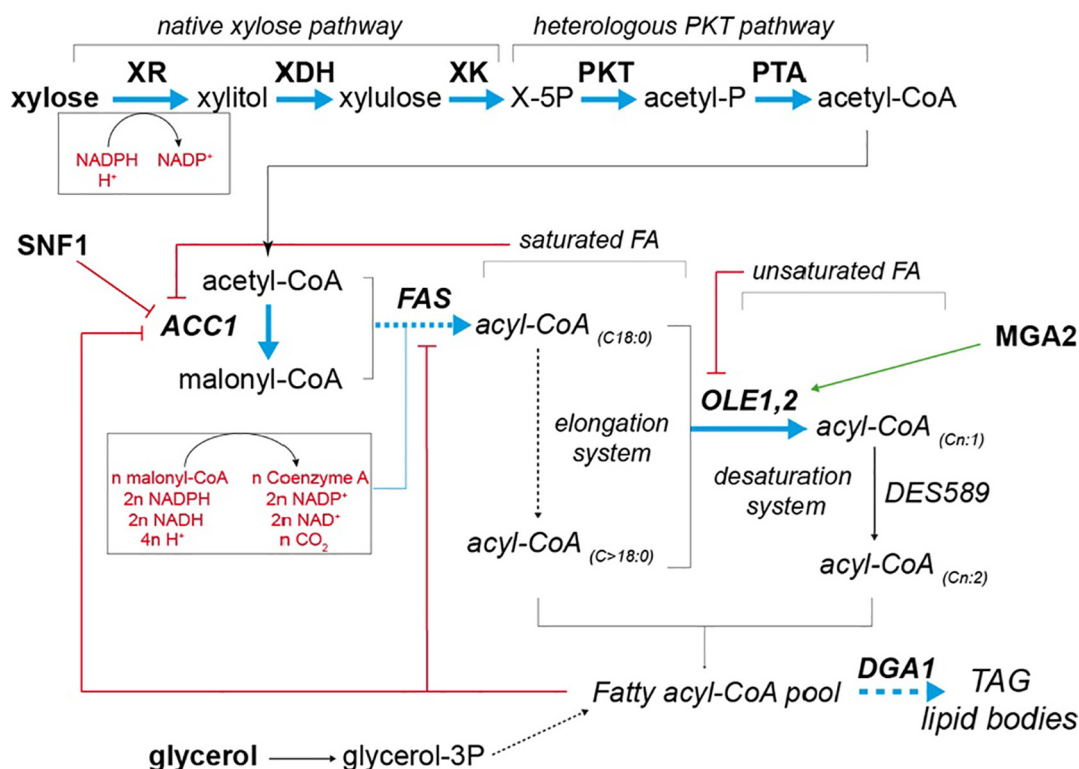 native xylose pathway
heterologous PKT pathway
XR XDH XK PKT PTA
xylose xylitol xylulose X-5P acetyl-P acetyl-CoA
NADPH NADP+
H+
SNF1
saturated FA
unsaturated FA
acetyl-CoA
FAS
ACC1
acyl-CoA (C18:0)
MGA2
malonyl-CoA
OLE1,2
elongation
system
acyl-CoA (Cn:1)
n malonyl-CoA n Coenzyme A
2n NADPH 2n NADP+
2n NADH 2n NAD+
4n H+ n CO2
desaturation
system
DES589
acyl-CoA (C>18:0)
acyl-CoA (Cn:2)
DGA1
Fatty acyl-CoA pool
TAG
lipid bodies
glycerol glycerol-3P